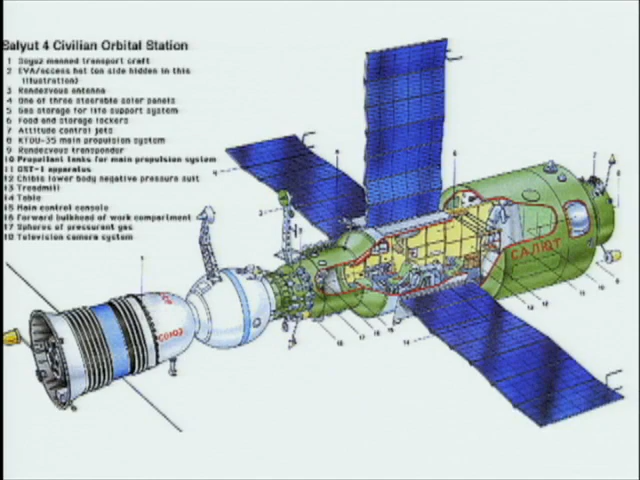 Salyut 4 Civilian Orbital Station
1 Soyuz manned transport craft
2 EVA/access hat (on side hidden in this
illustration)
3 Rendezvous antenna
4 One of three steerable solar panels
5 Gas storage for life support system
6 Food and storage lockers
7 Attitude control jets
8 KTDU-35 main propulsion system
9 Rendezvous transponder
10 Propellant tanks for main propulsion system
11 OST-1 apparatus
12 Chibis lower body negative pressure suit
13 Treadmill
14 Table
15 Main control console
16 Forward bulkhead of work compartment
17 Spheres of pressurant gas
18 Television camera system
САЛЮТ
СОЮЗ